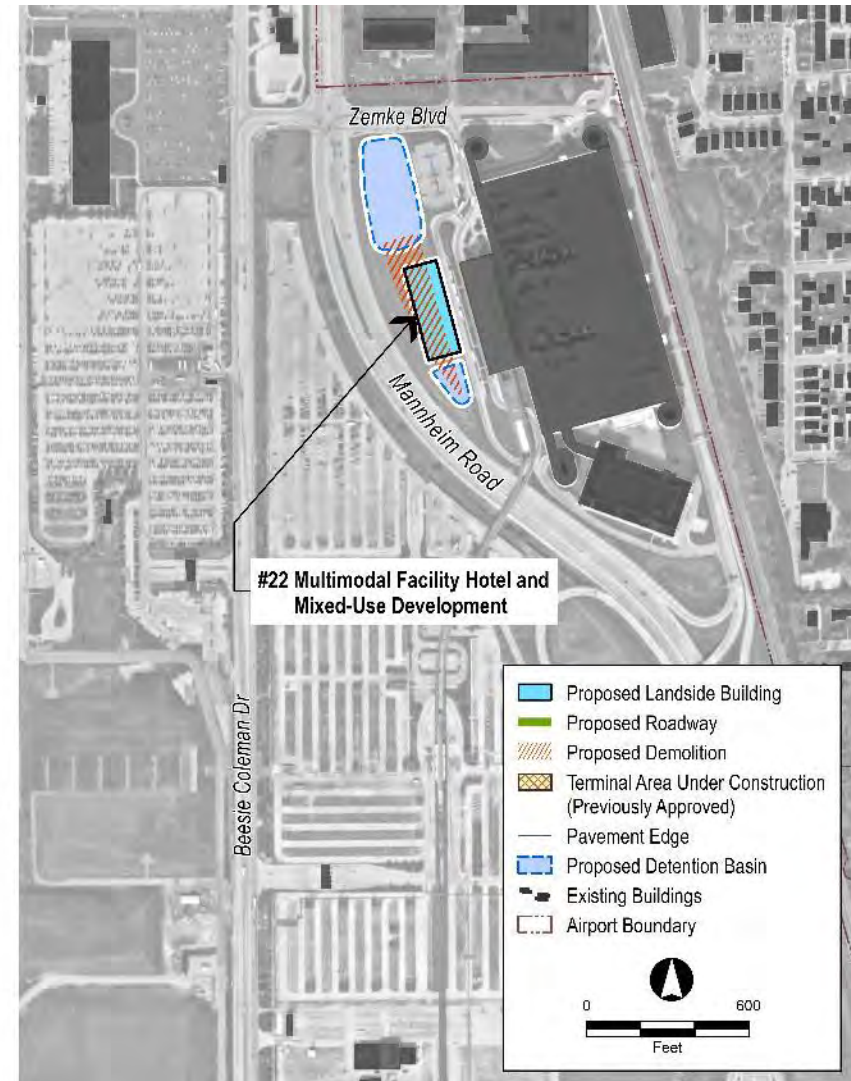 Zemke Blvd
Mannheim Road
#22 Multimodal Facility Hotel and
Mixed-Use Development
Beesie Coleman Dr
Proposed Landside Building
Proposed Roadway
Proposed Demolition
Terminal Area Under Construction
(Previously Approved)
Pavement Edge
Proposed Detention Basin
Existing Buildings
Airport Boundary
0 600
Feet